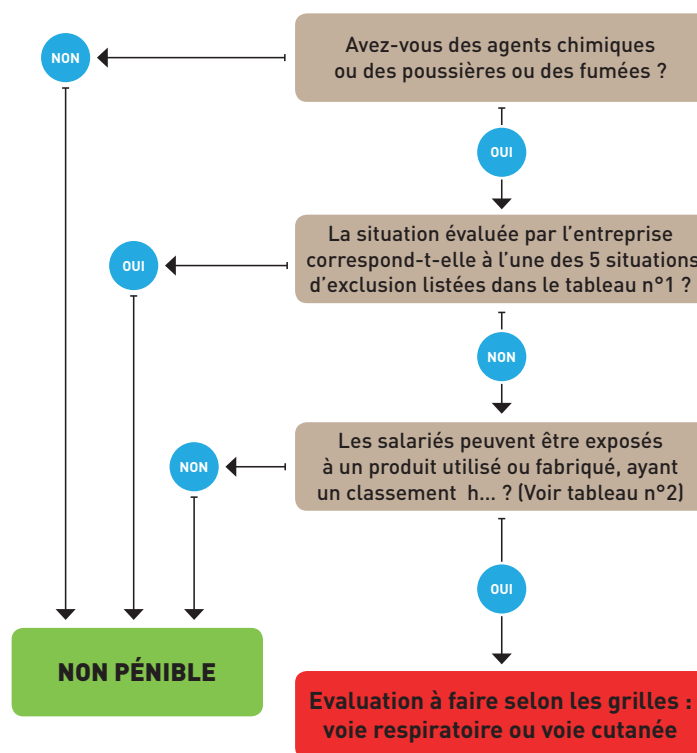 Avez-vous des agents chimiques
ou des poussières ou des fumées ?
NON
OUI
La situation évaluée par l'entreprise
correspond-t-elle à l'une des 5 situations
d'exclusion listées dans le tableau n°1 ?
OUI
NON
Les salariés peuvent être exposés
à un produit utilisé ou fabriqué, ayant
un classement h... ? (Voir tableau n°2)
NON
OUI
NON PÉNIBLE
Evaluation à faire selon les grilles :
voie respiratoire ou voie cutanée